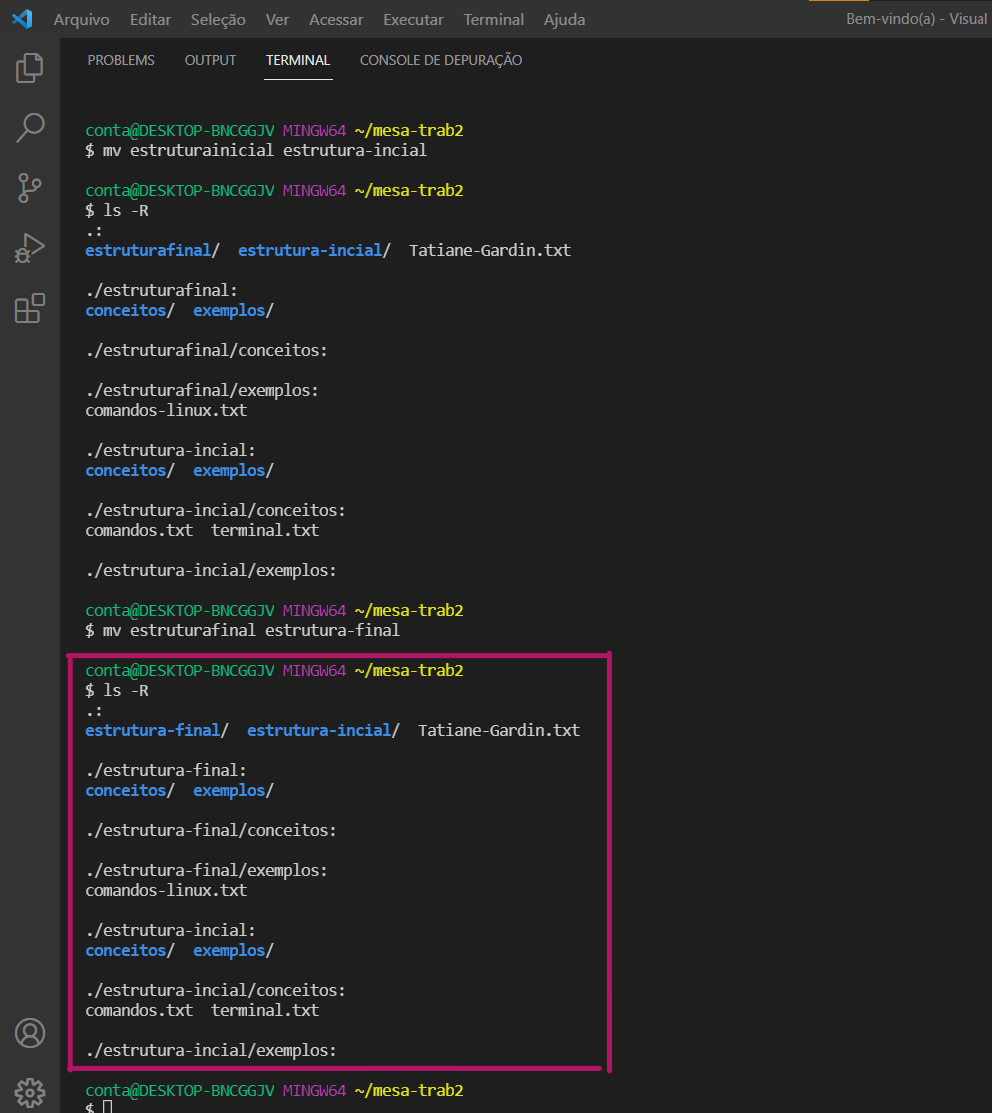 Arquivo Editar Seleção Ver Acessar Executar Terminal Ajuda Bem-vindo(a) - Visual
PROBLEMS OUTPUT TERMINAL CONSOLE DE DEPURAÇÃO
conta@DESKTOP-BNCGGJV MINGW64 ~/mesa-trab2
$ mv estruturainicial estrutura-incial
conta@DESKTOP-BNCGGJV MINGW64 ~/mesa-trab2
$ ls -R
.:
estruturafinal/ estrutura-incial/ Tatiane-Gardin.txt
./estruturafinal:
conceitos/ exemplos/
./estruturafinal/conceitos:
./estruturafinal/exemplos:
comandos-linux.txt
./estrutura-incial:
conceitos/ exemplos/
./estrutura-incial/conceitos:
comandos.txt terminal.txt
./estrutura-incial/exemplos:
conta@DESKTOP-BNCGGJV MINGW64 ~/mesa-trab2
$ mv estruturafinal estrutura-final
conta@DESKTOP-BNCGGJV MINGW64 ~/mesa-trab2
$ ls -R
.:
estrutura-final/ estrutura-incial/ Tatiane-Gardin.txt
./estrutura-final:
conceitos/ exemplos/
./estrutura-final/conceitos:
./estrutura-final/exemplos:
comandos-linux.txt
./estrutura-incial:
conceitos/ exemplos/
./estrutura-incial/conceitos:
comandos.txt terminal.txt
./estrutura-incial/exemplos:
conta@DESKTOP-BNCGGJV MINGW64 ~/mesa-trab2
$